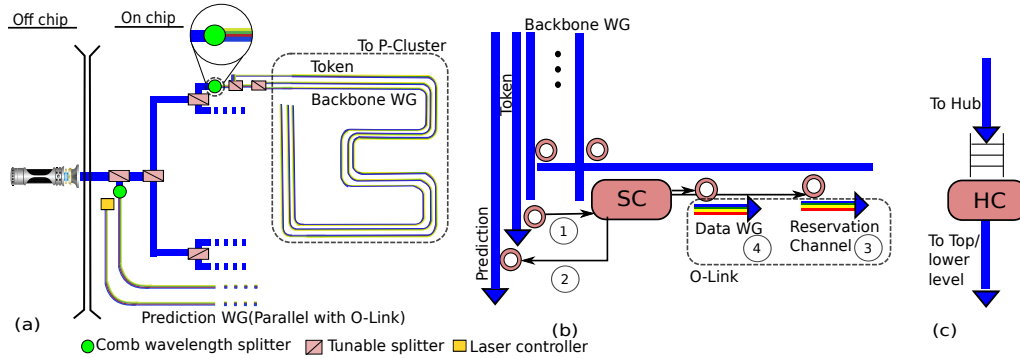 Off chip
On chip
To P-Cluster
Token
Backbone WG
Prediction WG(Parallel with O-Link)
(a)
Comb wavelength splitter
Tunable splitter
Laser controller
Backbone WG
Token
Prediction
SC
1
2
Data WG
4
Reservation
Channel
3
O-Link
(b)
To Hub
HC
To Top/
lower
level
(c)